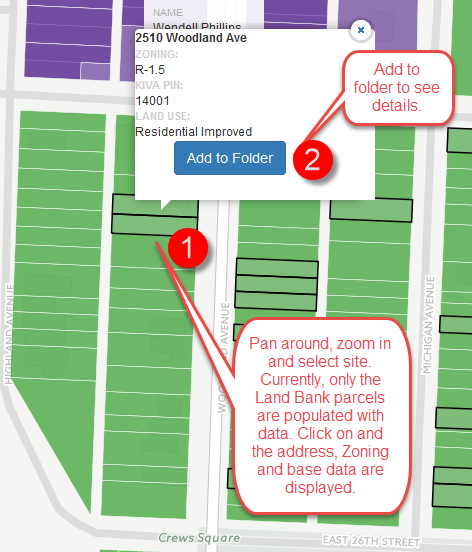 NAME
Wendell Phillips
2510 Woodland Ave
ZONING:
R-1.5
KIVA PIN:
14001
LAND USE:
Residential Improved
Add to Folder
×
Add to
folder to see
details.
2
1
Pan around, zoom in
and select site.
Currently, only the
Land Bank parcels
are populated with
data. Click on and
the address, Zoning
and base data are
displayed.
HIGHLAND AVENUE
MICHIGAN AVENUE
Crews Square
EAST 26TH STREET